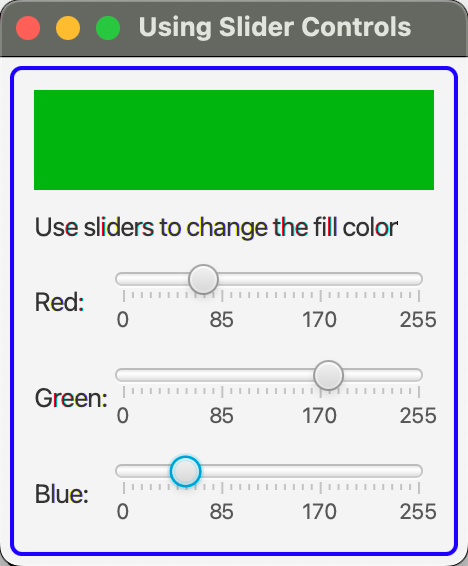 Using Slider Controls
Use sliders to change the fill color
Red:
0 85 170 255
Green:
0 85 170 255
Blue:
0 85 170 255